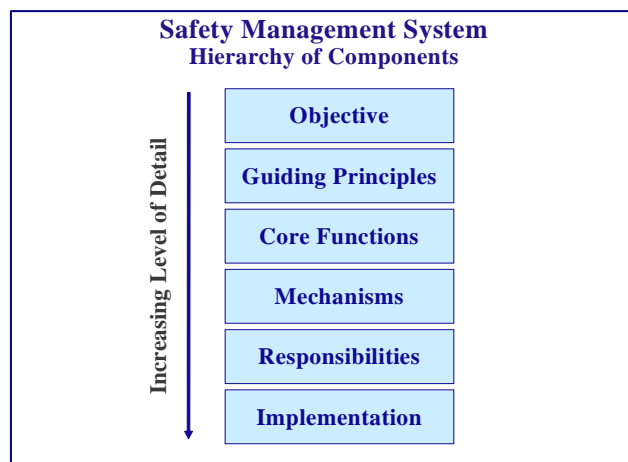 Safety Management System
Hierarchy of Components
Increasing Level of Detail
Objective
Guiding Principles
Core Functions
Mechanisms
Responsibilities
Implementation